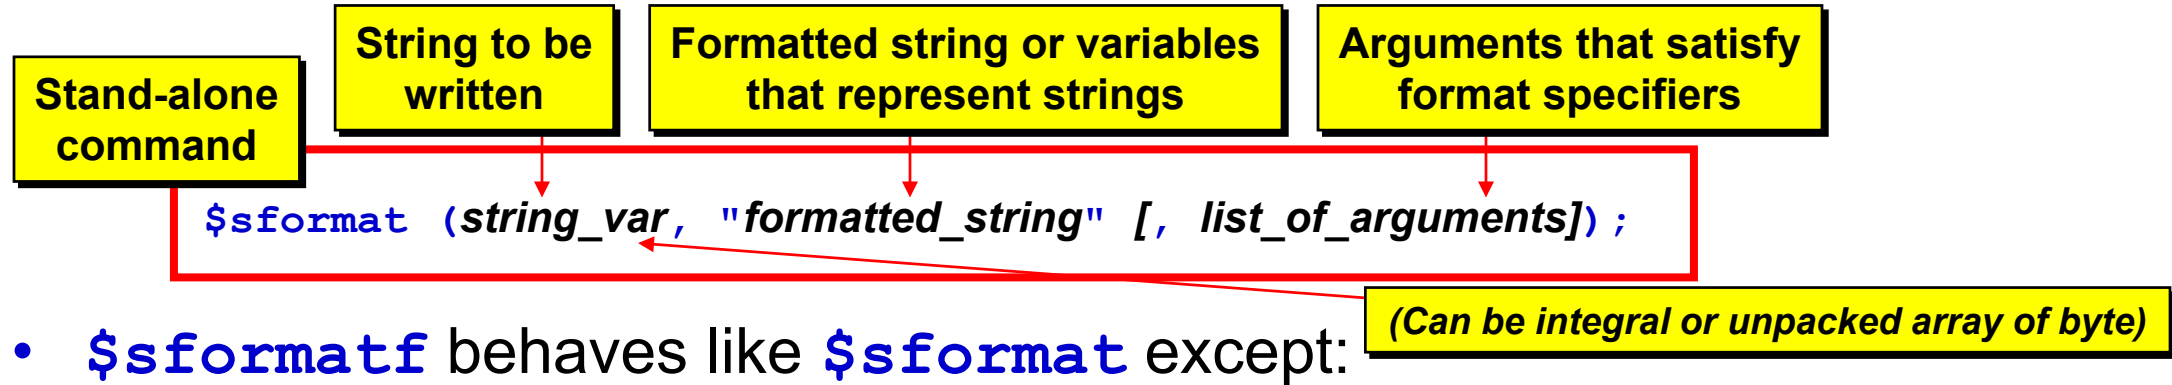 String to be
written
Formatted string or variables
that represent strings
Arguments that satisfy
format specifiers
Stand-alone
command
$sformat (string_var, "formatted_string" [, list_of_arguments]);
(Can be integral or unpacked array of byte)
• $sformatf behaves like $sformat except: